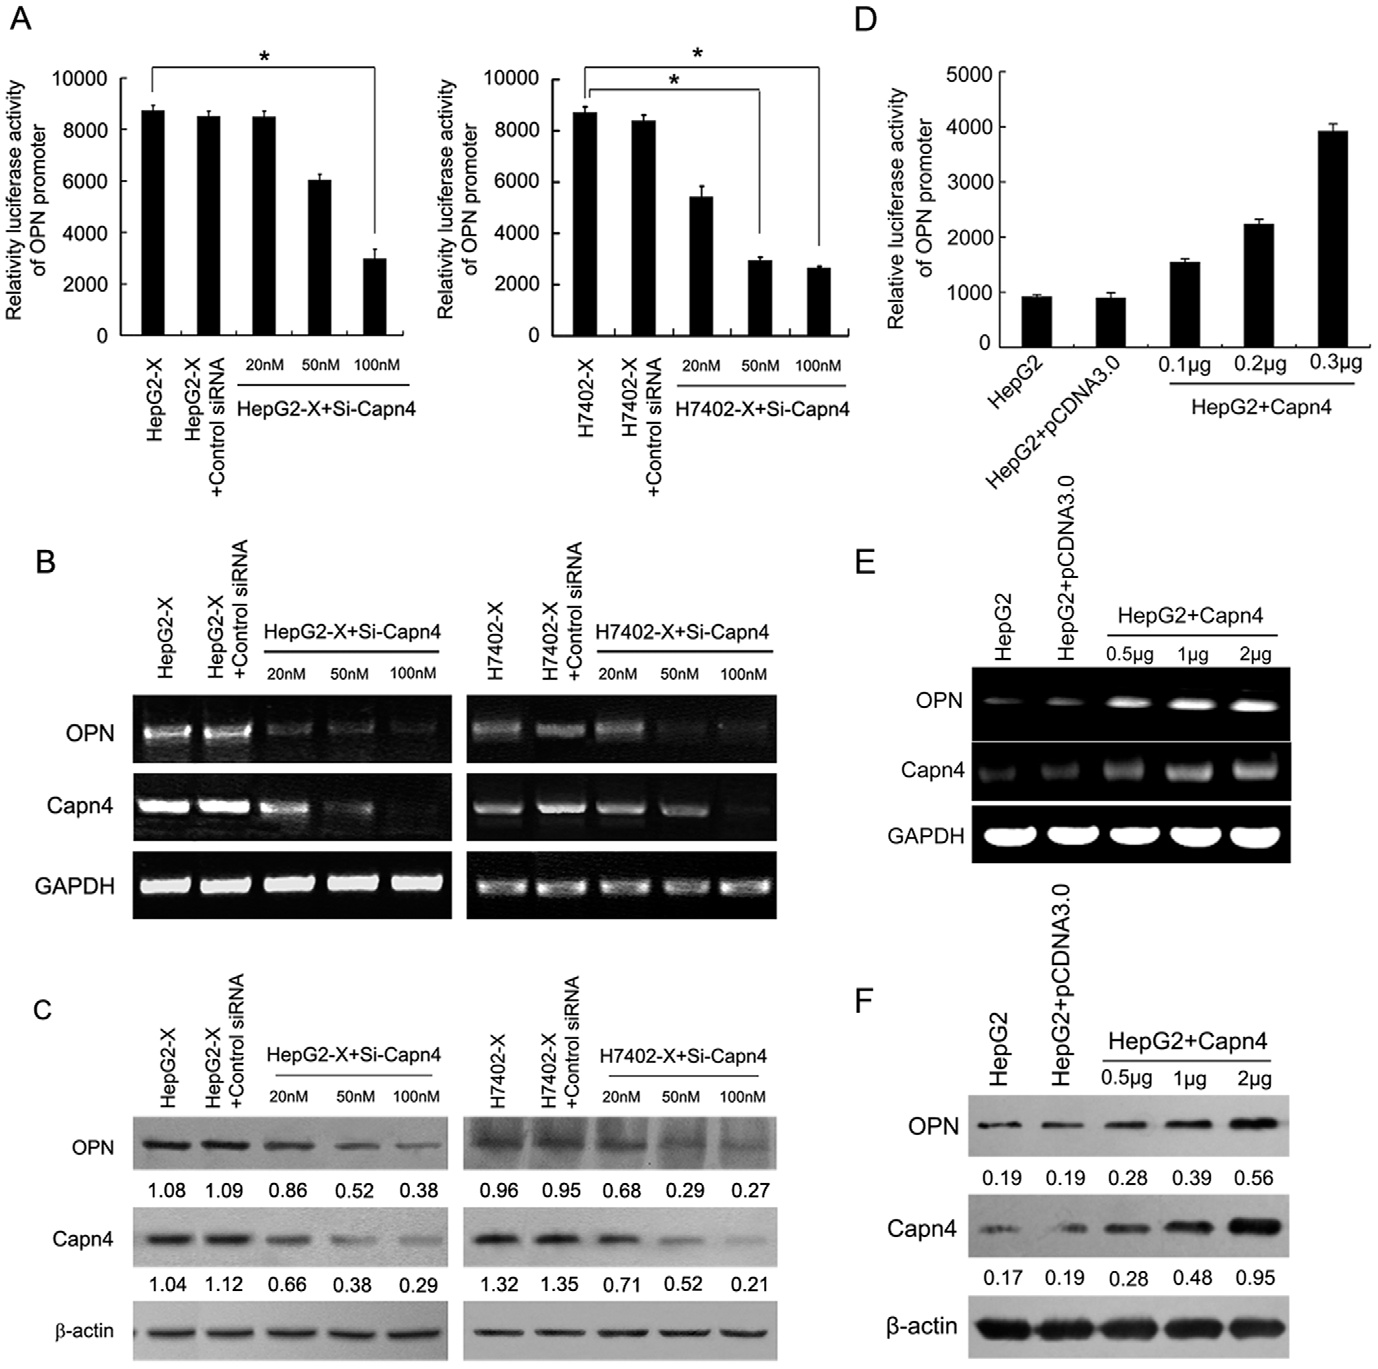 A
Relativity luciferase activity
of OPN promoter
10000
8000
6000
4000
2000
0
*
HepG2-X
HepG2-X
+Control siRNA
20nM 50nM 100nM
HepG2-X+Si-Capn4
Relativity luciferase activity
of OPN promoter
10000
8000
6000
4000
2000
0
*
*
H7402-X
H7402-X
+Control siRNA
20nM 50nM 100nM
H7402-X+Si-Capn4
D
Relative luciferase activity
of OPN promoter
5000
4000
3000
2000
1000
0
HepG2
HepG2+pCDNA3.0
0.1µg 0.2µg 0.3µg
HepG2+Capn4
B
HepG2-X
HepG2-X
+Control siRNA
HepG2-X+Si-Capn4
20nM 50nM 100nM
H7402-X
H7402-X
+Control siRNA
H7402-X+Si-Capn4
20nM 50nM 100nM
OPN
Capn4
GAPDH
E
HepG2
HepG2+pCDNA3.0
HepG2+Capn4
0.5µg 1µg 2µg
OPN
Capn4
GAPDH
C
HepG2-X
HepG2-X
+Control siRNA
HepG2-X+Si-Capn4
20nM 50nM 100nM
H7402-X
H7402-X
+Control siRNA
H7402-X+Si-Capn4
20nM 50nM 100nM
OPN
1.08 1.09 0.86 0.52 0.38 0.96 0.95 0.68 0.29 0.27
Capn4
1.04 1.12 0.66 0.38 0.29 1.32 1.35 0.71 0.52 0.21
β-actin
F
HepG2
HepG2+pCDNA3.0
HepG2+Capn4
0.5µg 1µg 2µg
OPN
0.19 0.19 0.28 0.39 0.56
Capn4
0.17 0.19 0.28 0.48 0.95
β-actin